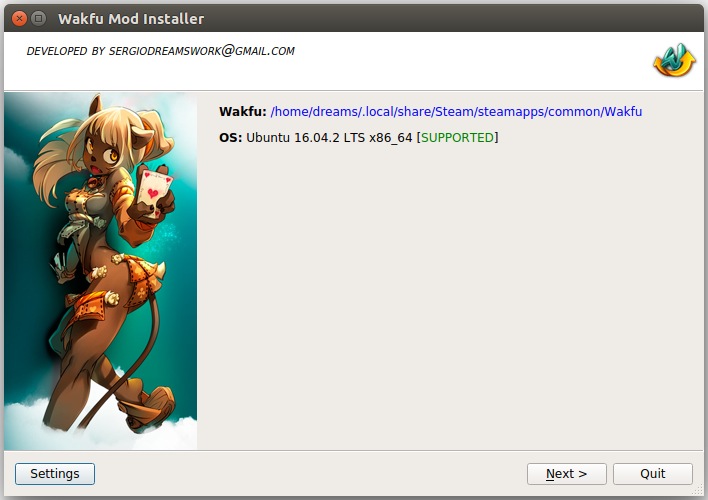 Wakfu Mod Installer
DEVELOPED BY SERGIODREAMSWORK@GMAIL.COM
Wakfu: /home/dreams/.local/share/Steam/steamapps/common/Wakfu
OS: Ubuntu 16.04.2 LTS x86_64 [SUPPORTED]
Settings
Next >
Quit